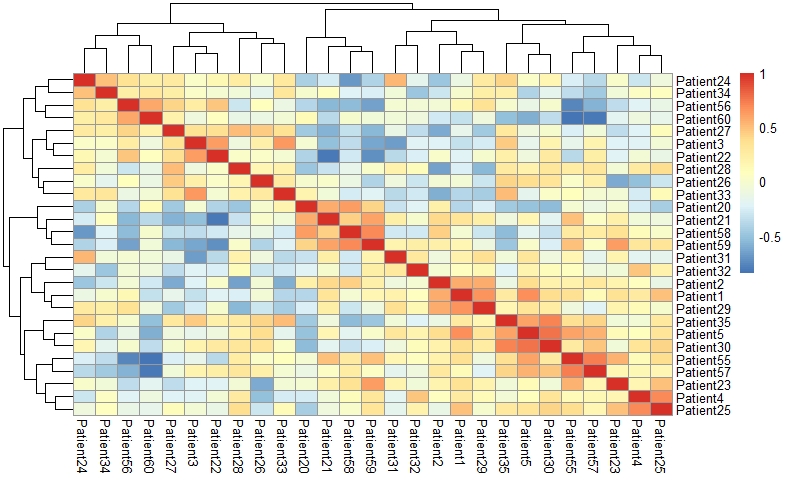 Patient24
Patient34
Patient56
Patient60
Patient27
Patient3
Patient22
Patient28
Patient26
Patient33
Patient20
Patient21
Patient58
Patient59
Patient31
Patient32
Patient2
Patient1
Patient29
Patient35
Patient5
Patient30
Patient55
Patient57
Patient23
Patient4
Patient25
1
0.5
0
-0.5
Patient24
Patient34
Patient56
Patient60
Patient27
Patient3
Patient22
Patient28
Patient26
Patient33
Patient20
Patient21
Patient58
Patient59
Patient31
Patient32
Patient2
Patient1
Patient29
Patient35
Patient5
Patient30
Patient55
Patient57
Patient23
Patient4
Patient25